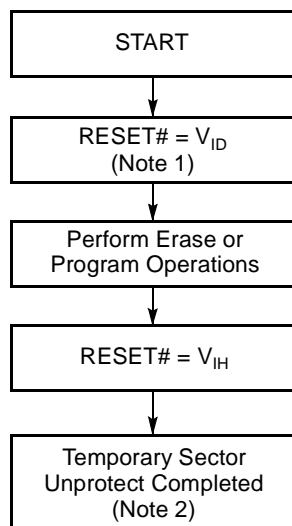 START
RESET# = VID
(Note 1)
Perform Erase or
Program Operations
RESET# = VIH
Temporary Sector
Unprotect Completed
(Note 2)